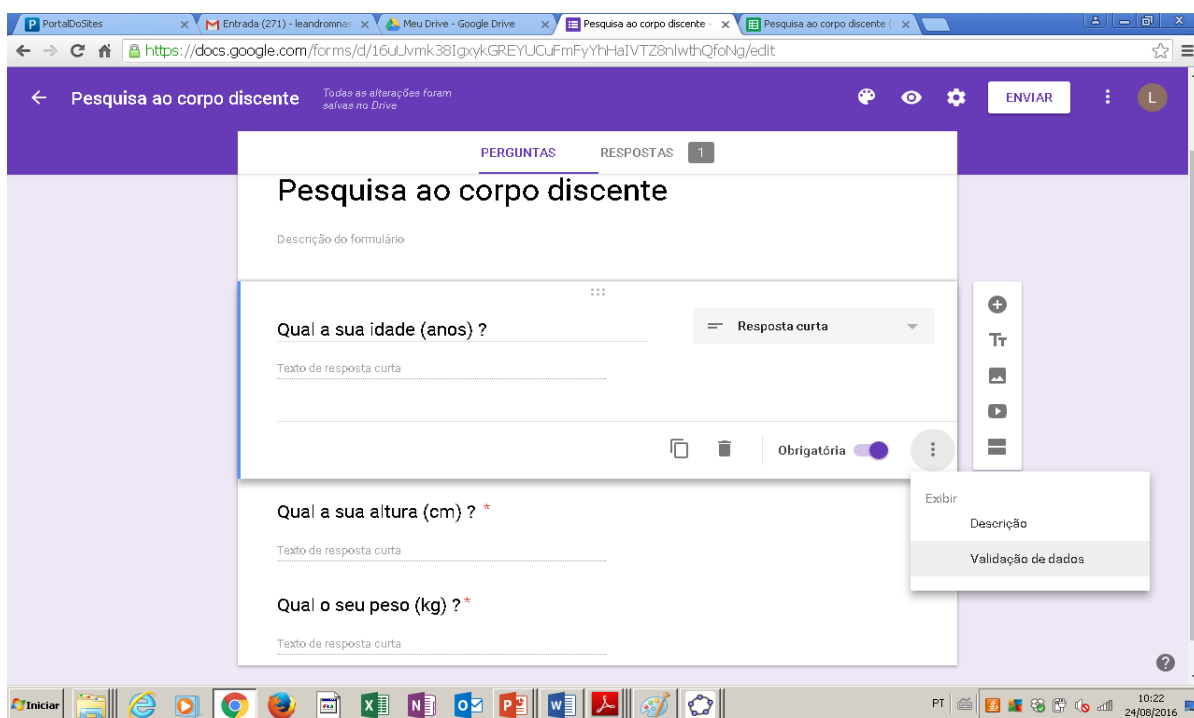 PortalDoSites
Entrada (271) - leandromnas
Meu Drive - Google Drive
Pesquisa ao corpo discente -
Pesquisa ao corpo discente (
https://docs.google.com/forms/d/16uUvmk38IgxykGREYUCuFmFyYhHaIVTZ8nlwthQfoNg/edit
Pesquisa ao corpo discente
Todas as alterações foram
salvas no Drive
ENVIAR
L
PERGUNTAS
RESPOSTAS 1
Pesquisa ao corpo discente
Descrição do formulário
Qual a sua idade (anos) ?
Resposta curta
Texto de resposta curta
Obrigatória
Exibir
Descrição
Validação de dados
Qual a sua altura (cm) ? *
Texto de resposta curta
Qual o seu peso (kg) ? *
Texto de resposta curta
Iniciar
PT
10:22
24/08/2016